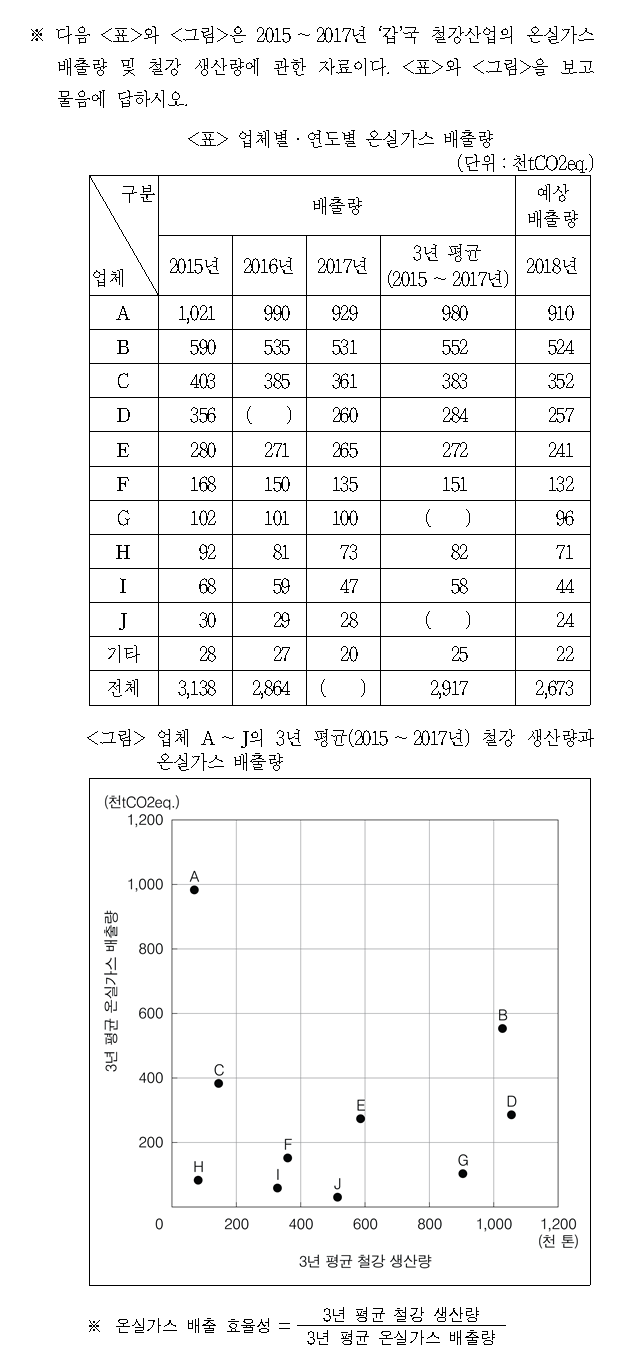 ※ 다음 <표>와 <그림>은 2015 ~ 2017년 '갑'국 철강산업의 온실가스
배출량 및 철강 생산량에 관한 자료이다. <표>와 <그림>을 보고
물음에 답하시오.
<표> 업체별 · 연도별 온실가스 배출량
(단위 : 천tCO2eq.)
구분 배출량 예상 배출량
업체 2015년 2016년 2017년 3년 평균 (2015 ~ 2017년) 2018년
A 1,021 990 929 980 910
B 590 535 531 552 524
C 403 385 361 383 352
D 356 ( ) 260 284 257
E 280 271 265 272 241
F 168 150 135 151 132
G 102 101 100 ( ) 96
H 92 81 73 82 71
I 68 59 47 58 44
J 30 29 28 ( ) 24
기타 28 27 20 25 22
전체 3,138 2,864 ( ) 2,917 2,673
<그림> 업체 A ~ J의 3년 평균(2015 ~ 2017년) 철강 생산량과
온실가스 배출량
(천tCO2eq.)
1,200
1,000
800
600
400
200
3년 평균 온실가스 배출량
A
B
C
D
E
F
G
H
I
J
0 200 400 600 800 1,000 1,200
(천 톤)
3년 평균 철강 생산량
※ 온실가스 배출 효율성 = 3년 평균 철강 생산량
3년 평균 온실가스 배출량